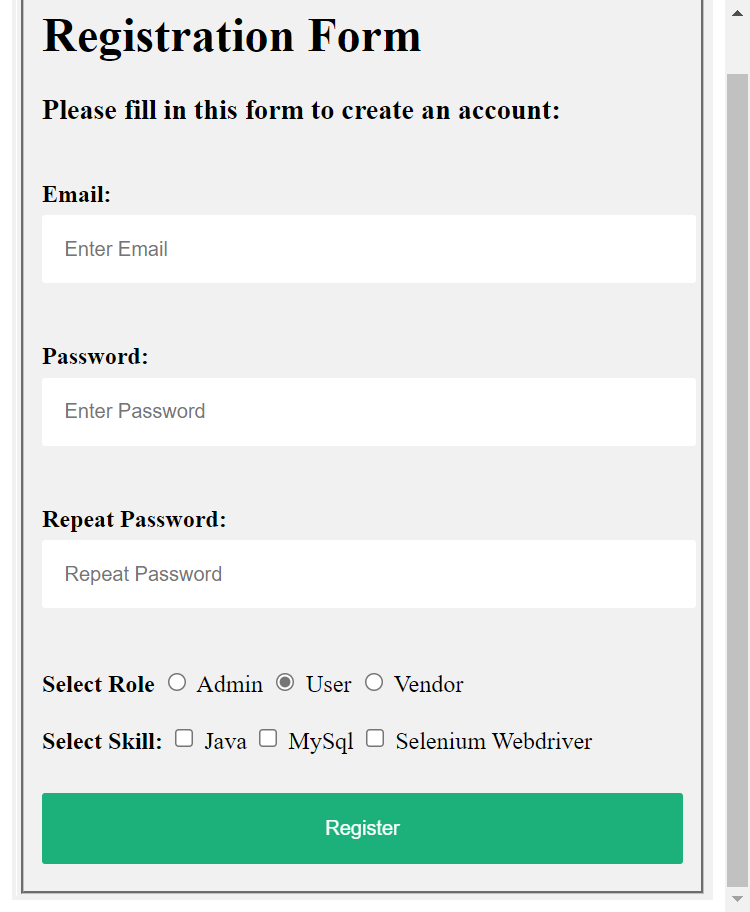 Registration Form
Please fill in this form to create an account:
Email:
Enter Email
Password:
Enter Password
Repeat Password:
Repeat Password
Select Role Admin User Vendor
Select Skill: Java MySql Selenium Webdriver
Register